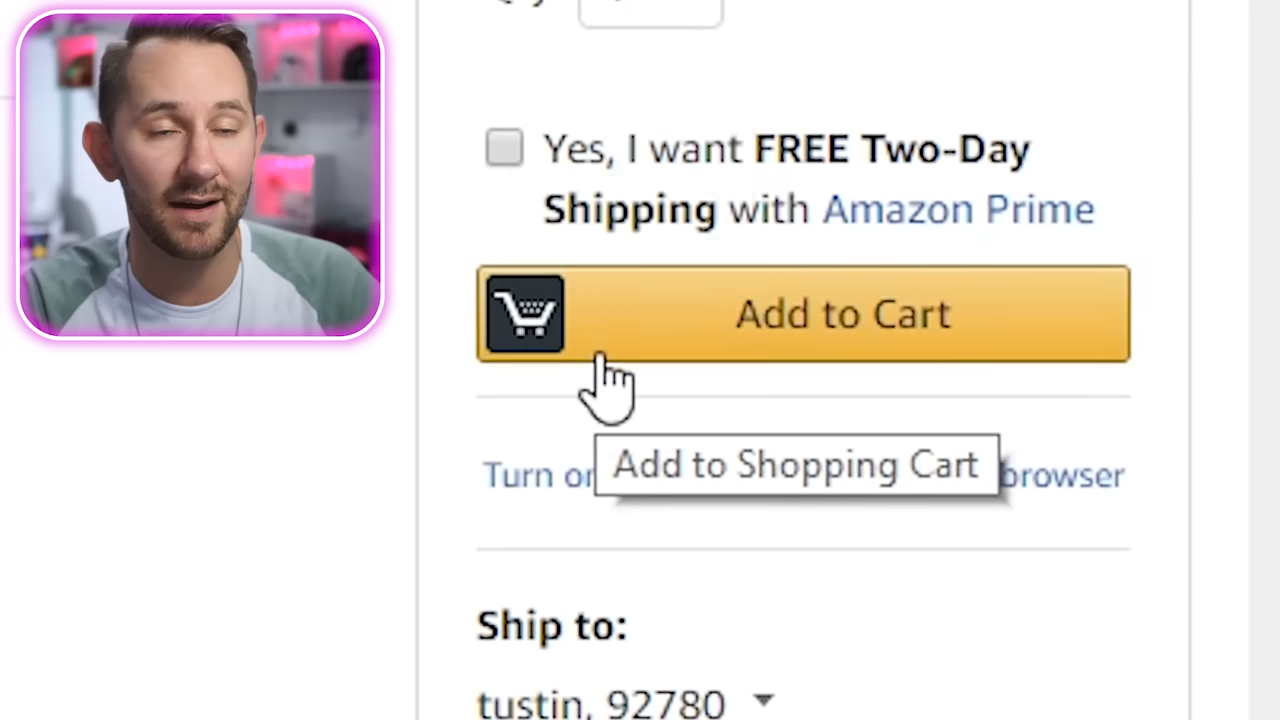 Yes, I want FREE Two-Day
Shipping with Amazon Prime
Add to Cart
Turn
Add to Shopping Cart
browser
Ship to:
tustin, 92780